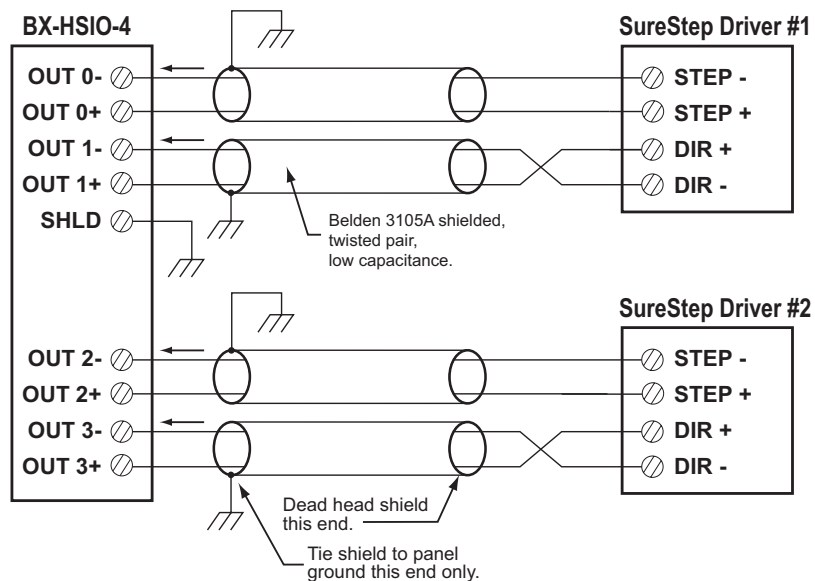 BX-HSIO-4
SureStep Driver #1
OUT 0-
OUT 0+
OUT 1-
OUT 1+
SHLD
STEP -
STEP +
DIR +
DIR -
Belden 3105A shielded,
twisted pair,
low capacitance.
SureStep Driver #2
OUT 2-
OUT 2+
OUT 3-
OUT 3+
STEP -
STEP +
DIR +
DIR -
Dead head shield
this end.
Tie shield to panel
ground this end only.